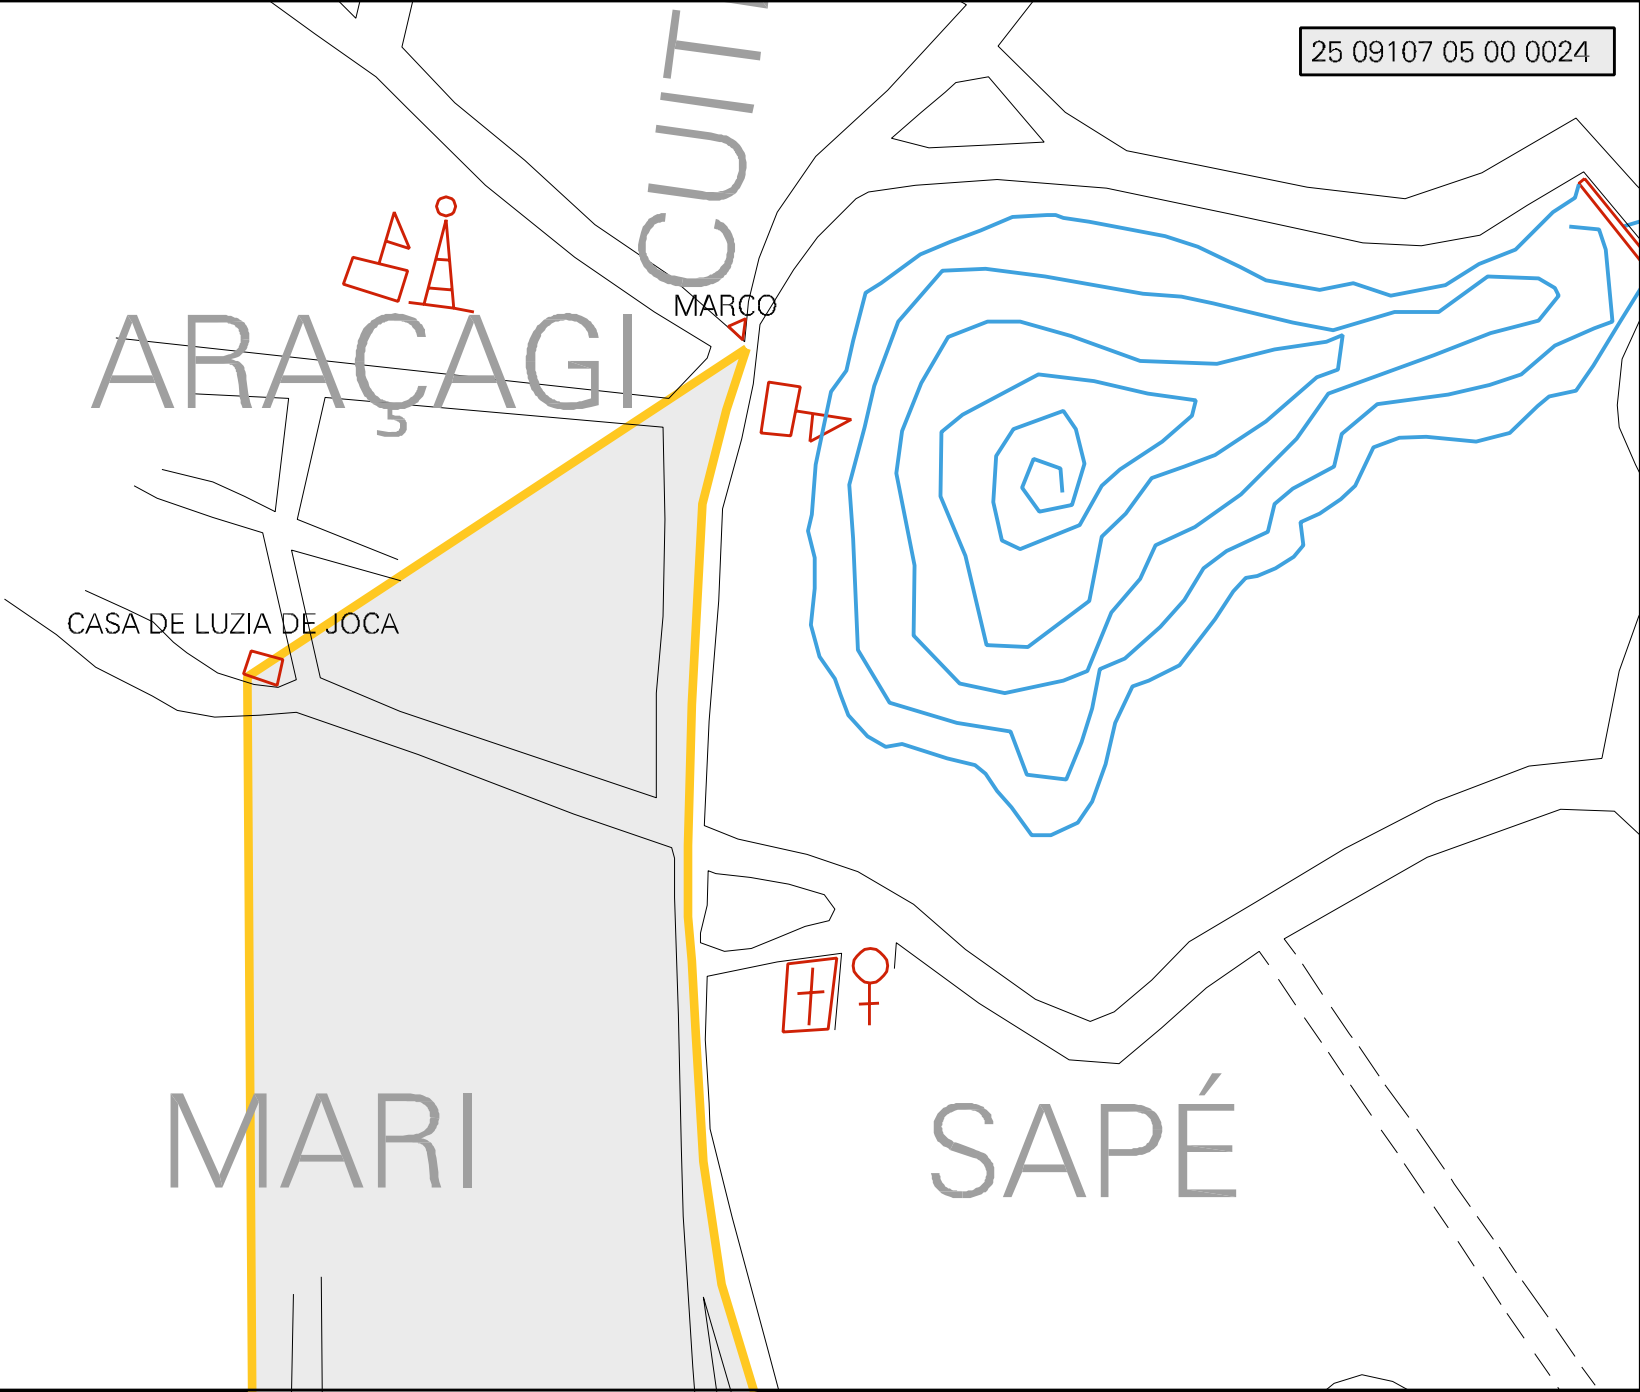 25 09107 05 00 0024
CUIT
MARCO
ARAÇAGI
CASA DE LUZIA DE JOCA
MARI
SAPÉ